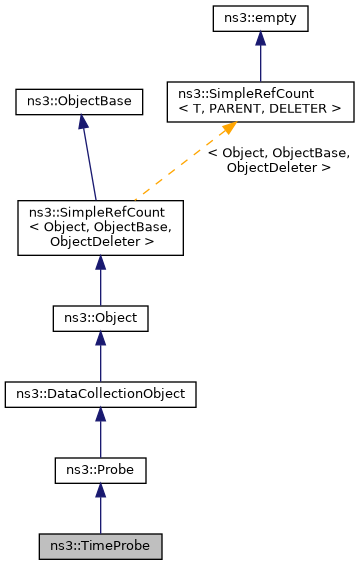 ns3::empty
ns3::SimpleRefCount
< T, PARENT, DELETER >
ns3::ObjectBase
< Object, ObjectBase,
ObjectDeleter >
ns3::SimpleRefCount
< Object, ObjectBase,
ObjectDeleter >
ns3::Object
ns3::DataCollectionObject
ns3::Probe
ns3::TimeProbe